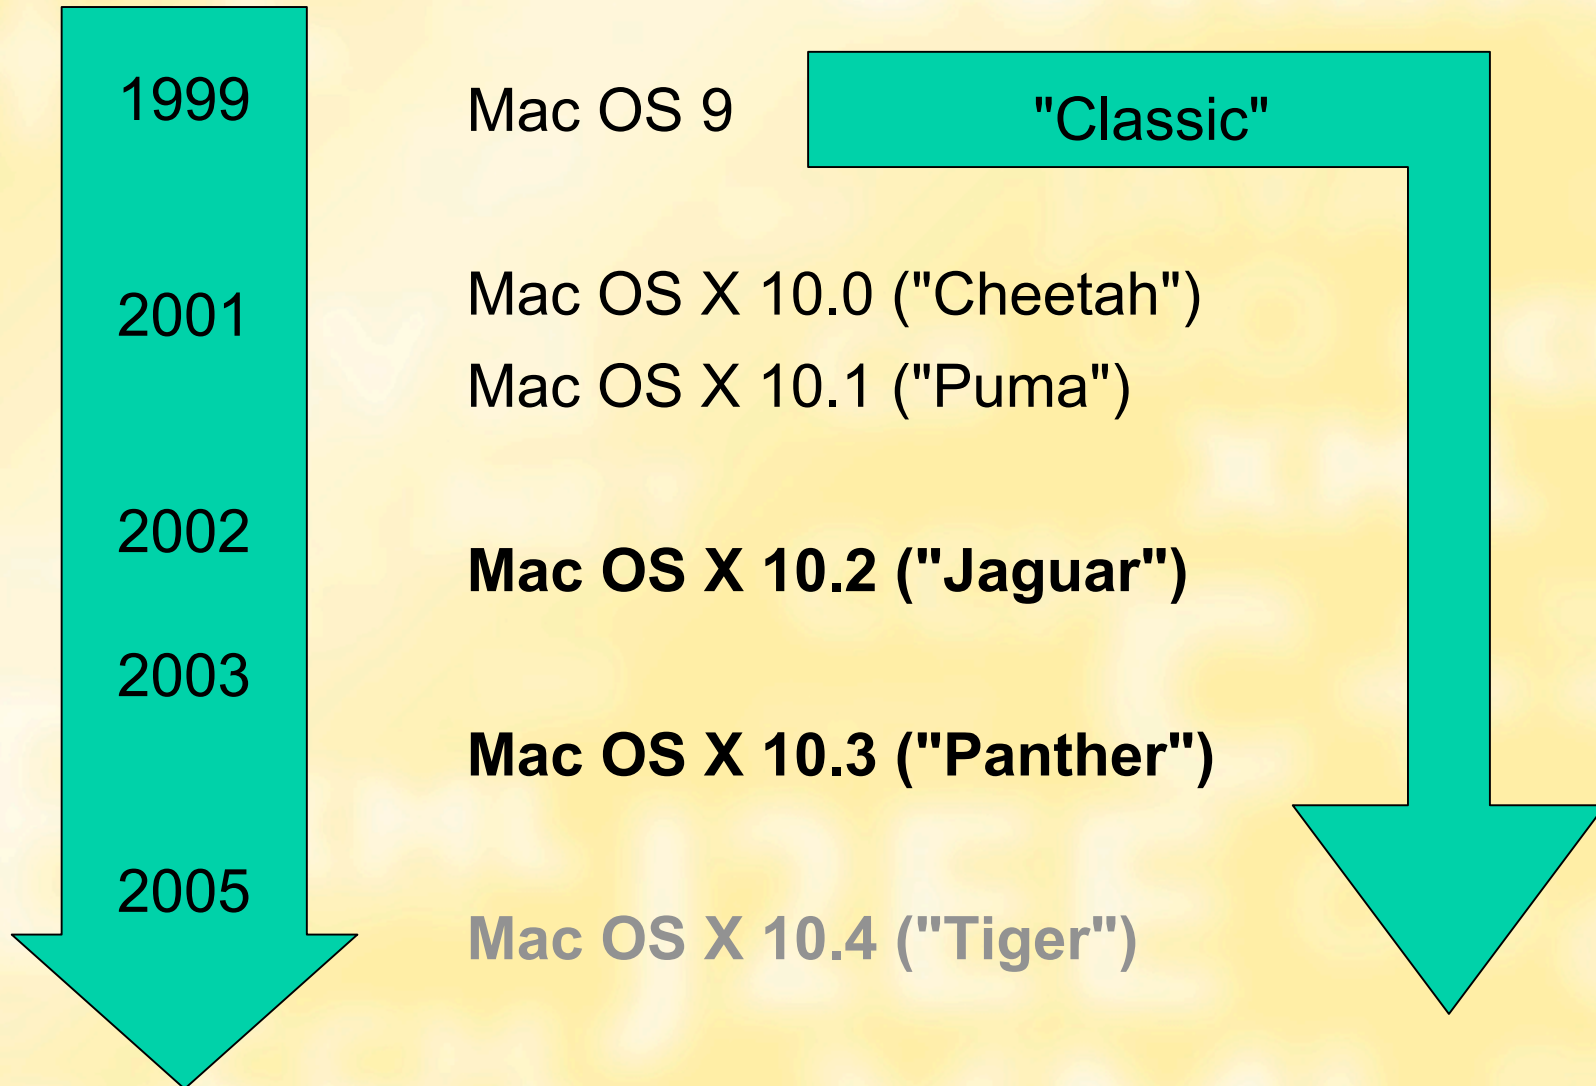 1999
Mac OS 9
"Classic"
2001
Mac OS X 10.0 ("Cheetah")
Mac OS X 10.1 ("Puma")
2002
Mac OS X 10.2 ("Jaguar")
2003
Mac OS X 10.3 ("Panther")
2005
Mac OS X 10.4 ("Tiger")
J2EE